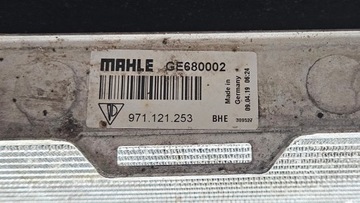 MAHLE GE680002
Made in
Germany
09.04.19 06:24
971.121.253 BHE